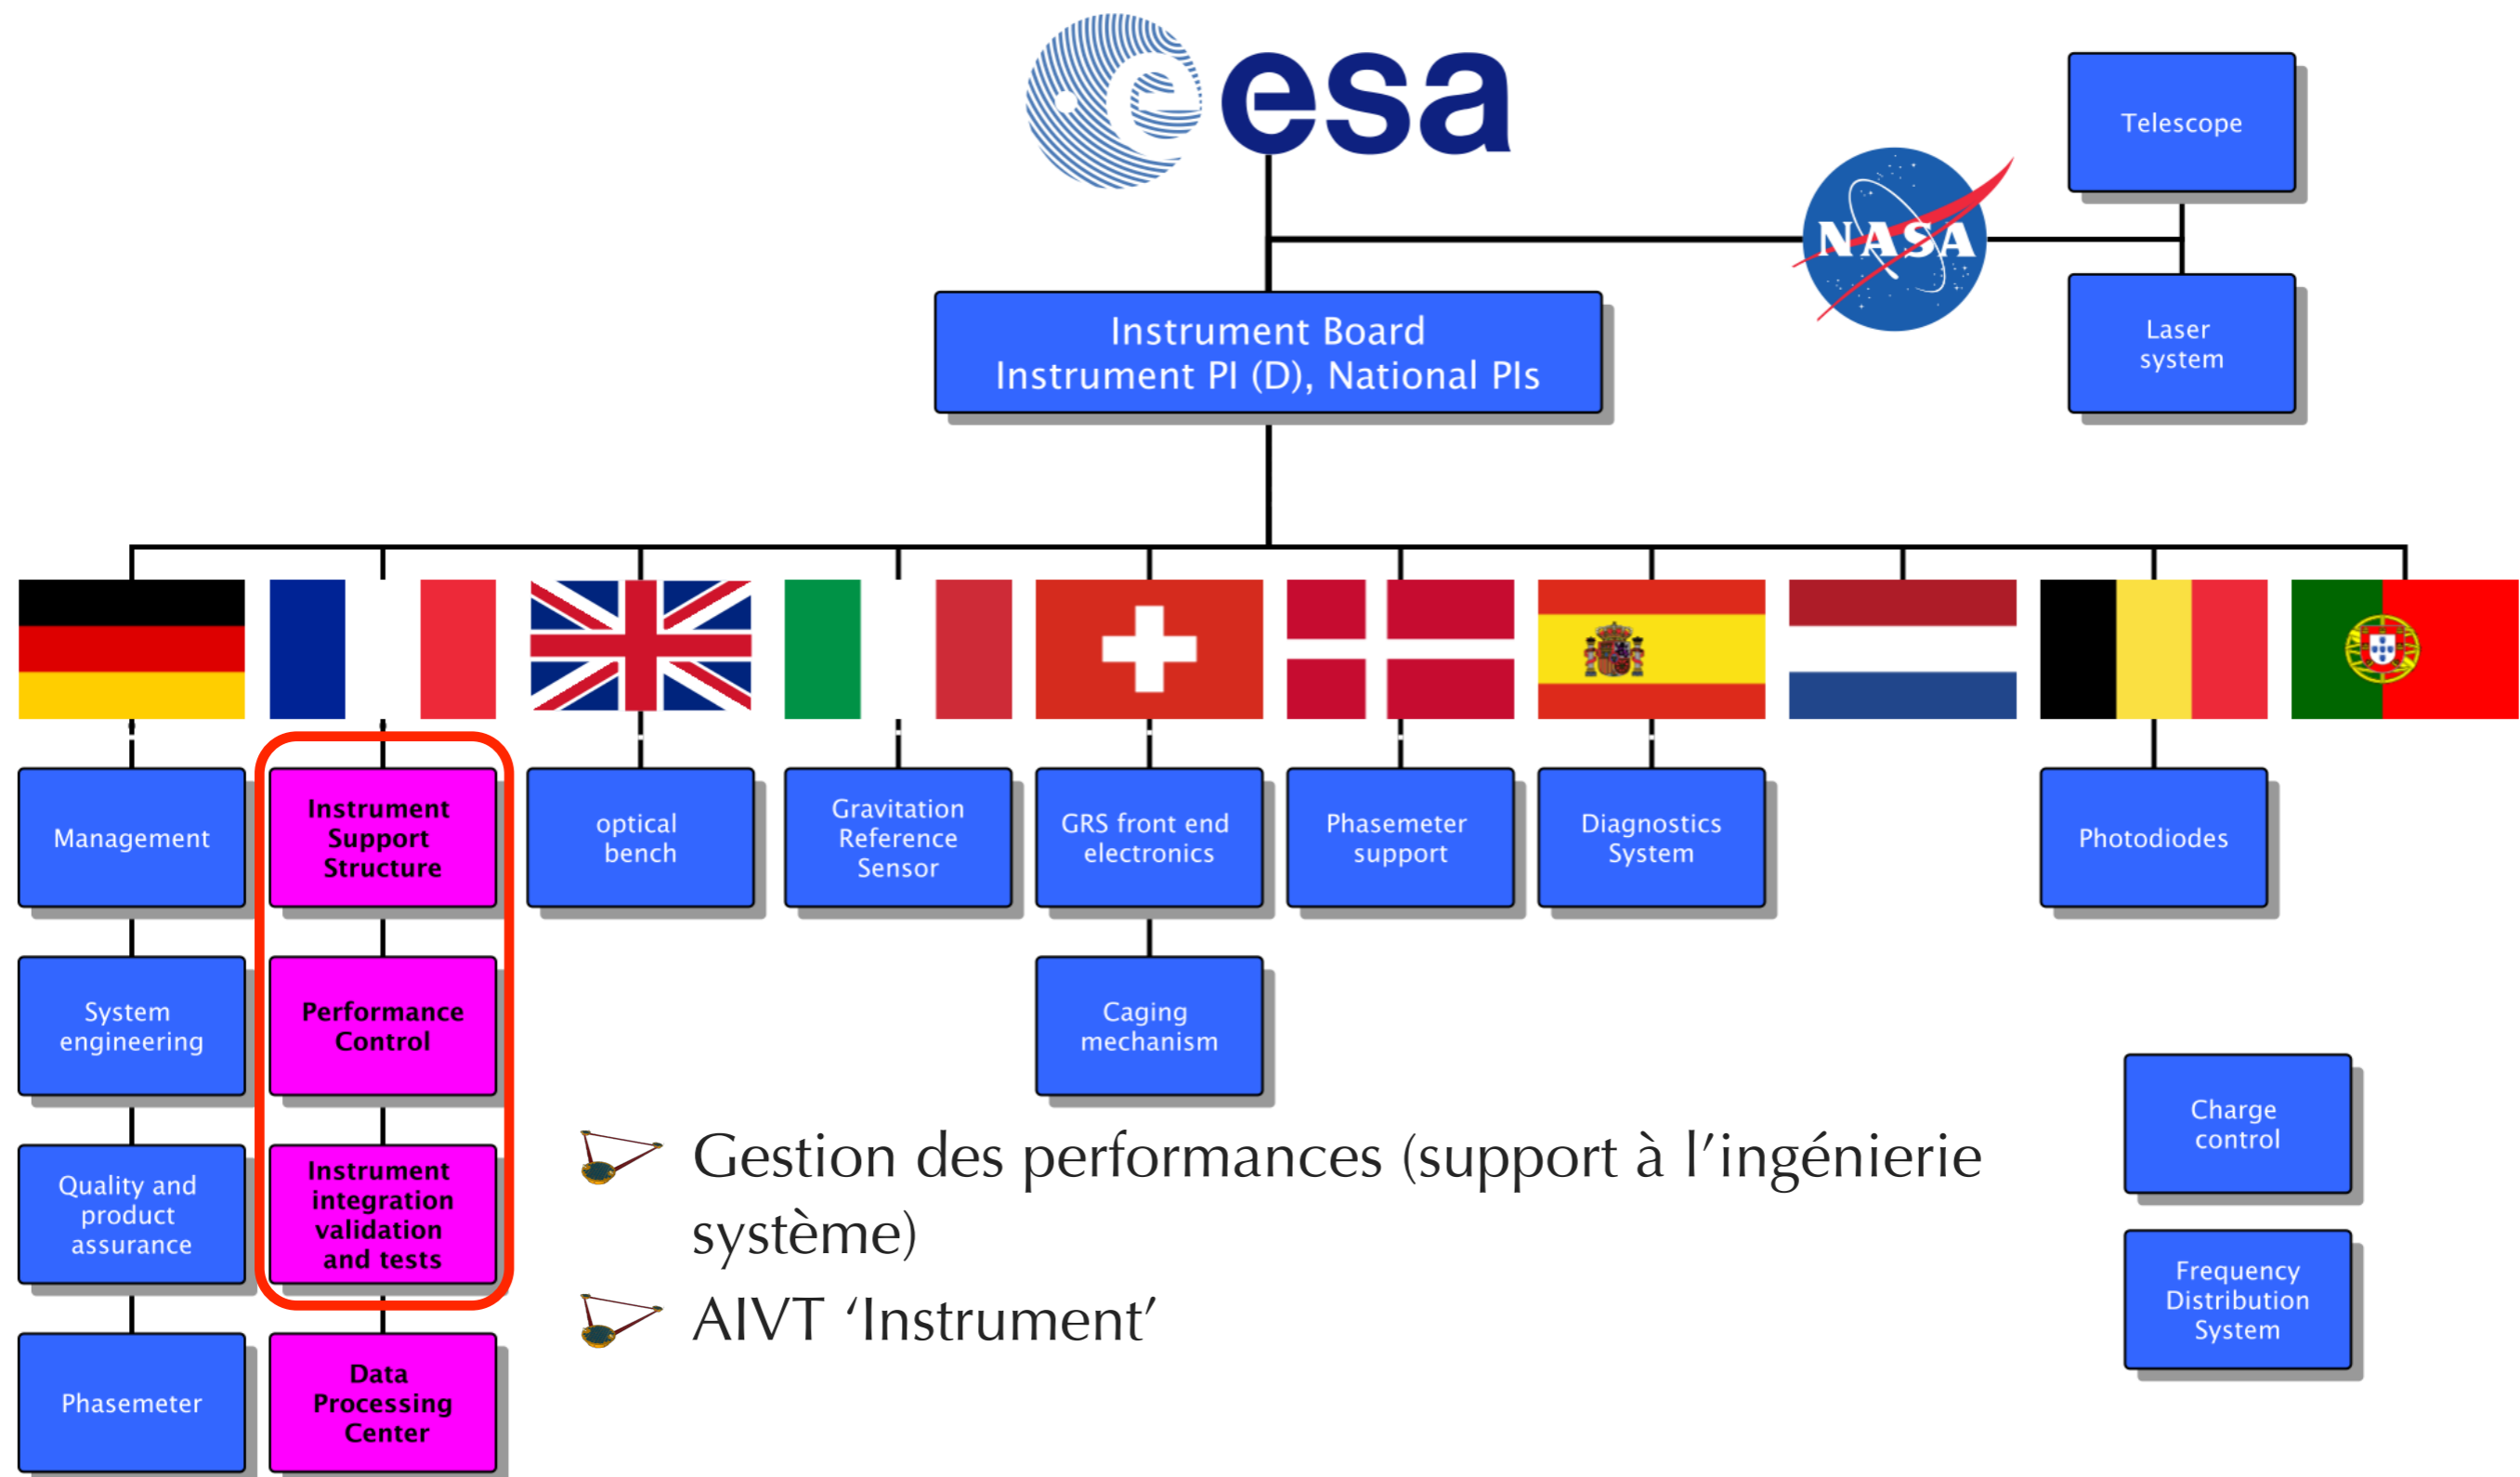 esa
Telescope
NASA
Laser
system
Instrument Board
Instrument PI (D), National PIs
Management
Instrument
Support
Structure
optical
bench
Gravitation
Reference
Sensor
GRS front end
electronics
Phasemeter
support
Diagnostics
System
Photodiodes
System
engineering
Performance
Control
Caging
mechanism
Charge
control
Quality and
product
assurance
Instrument
integration
validation
and tests
Gestion des performances (support à l’ingénierie
système)
AIVT ‘Instrument’
Frequency
Distribution
System
Phasemeter
Data
Processing
Center